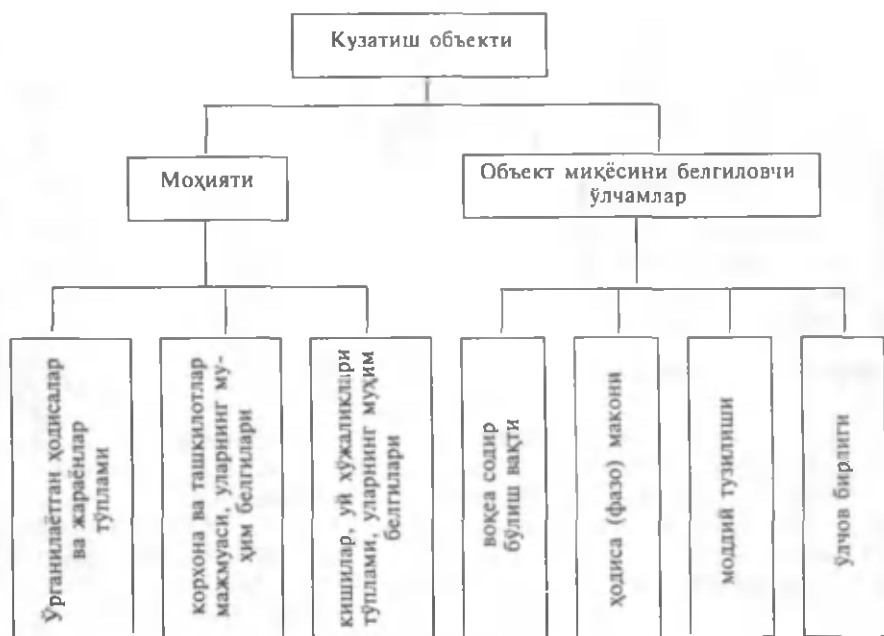 Кузатиш объекти
Моҳияти
Объект миқёсини белгиловчи
ўлчамлар
Ўрганилаётган ҳодисалар
ва жараёнлар
тўплами
корхона ва ташкилотлар
мажмуаси, уларнинг му-
ҳим белгилари
кишилар, уй хўжаликлари
тўплами, уларнинг муҳим
белгилари
воқеа содир
бўлиш вақти
ҳодиса (фазо) макони
моддий тузилиши
ўлчов бирлиги